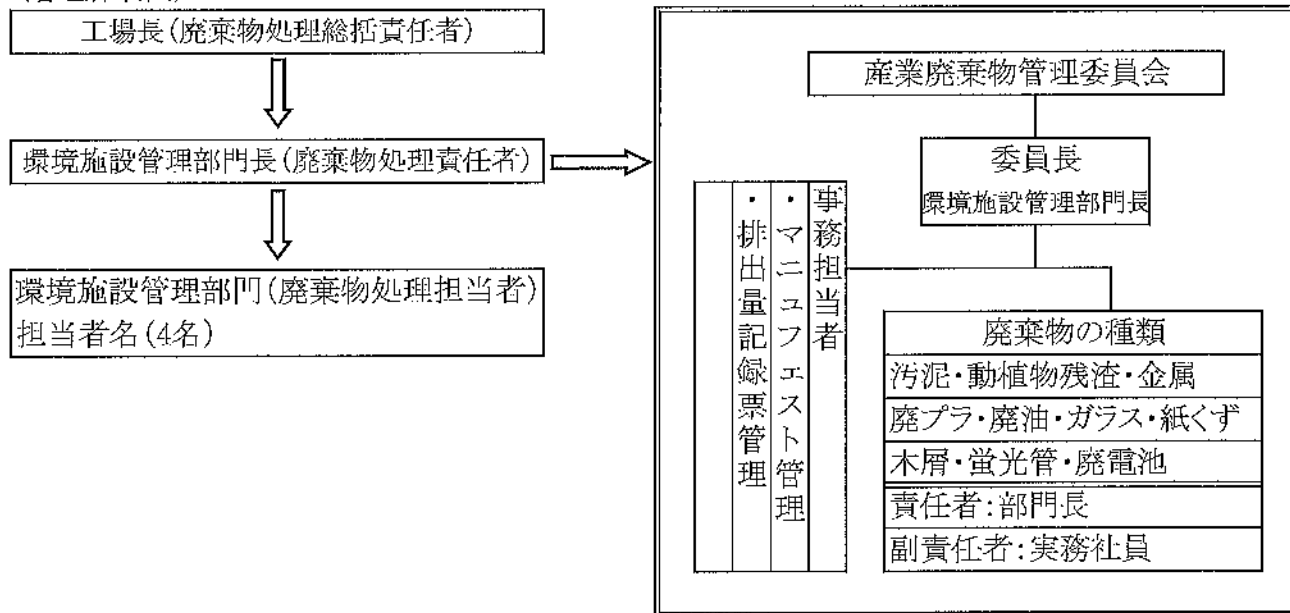 工場長(廃棄物処理総括責任者)
環境施設管理部門長(廃棄物処理責任者)
環境施設管理部門(廃棄物処理担当者)
担当者名(4名)
産業廃棄物管理委員会
委員長
環境施設管理部門長
事務担当者
・マニュフェスト管理
・排出量記録票管理
廃棄物の種類
汚泥・動植物残渣・金属
廃プラ・廃油・ガラス・紙くず
木屑・蛍光管・廃電池
責任者:部門長
副責任者:実務社員